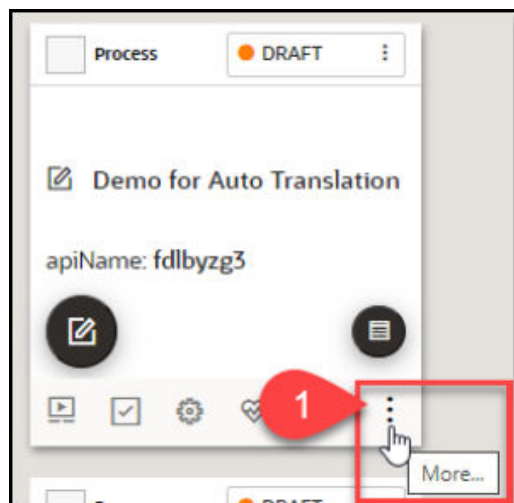 Process
DRAFT
Demo for Auto Translation
apiName: fdlbyzg3
1
More...
DRAFT